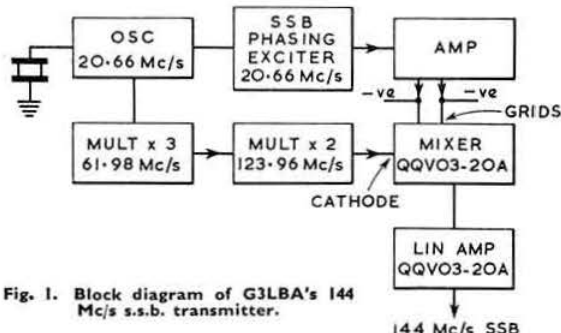 OSC
20·66 Mc/s
SSB
PHASING
EXCITER
20·66 Mc/s
AMP
-ve
-ve
GRIDS
MULT x 3
61·98 Mc/s
MULT x 2
123·96 Mc/s
MIXER
QQVO3-20A
CATHODE
LIN AMP
QQVO3-20A
144 Mc/s SSB
Fig. 1. Block diagram of G3LBA's 144
Mc/s s.s.b. transmitter.